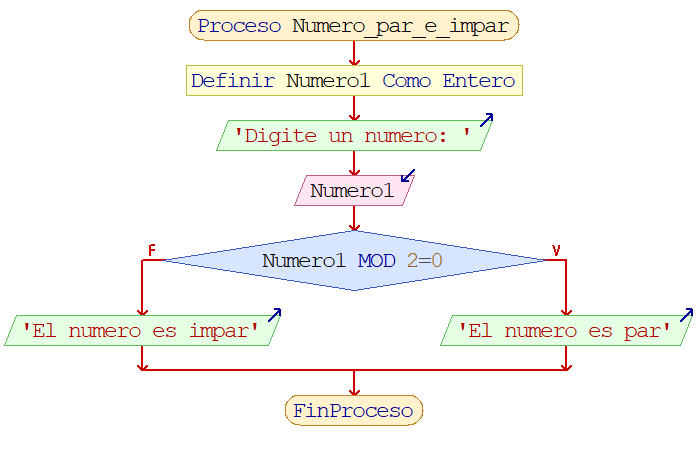 Proceso Numero_par_e_impar
Definir Numero1 Como Entero
'Digite un numero: '
Numero1
F
V
Numero1 MOD 2=0
'El numero es impar'
'El numero es par'
FinProceso